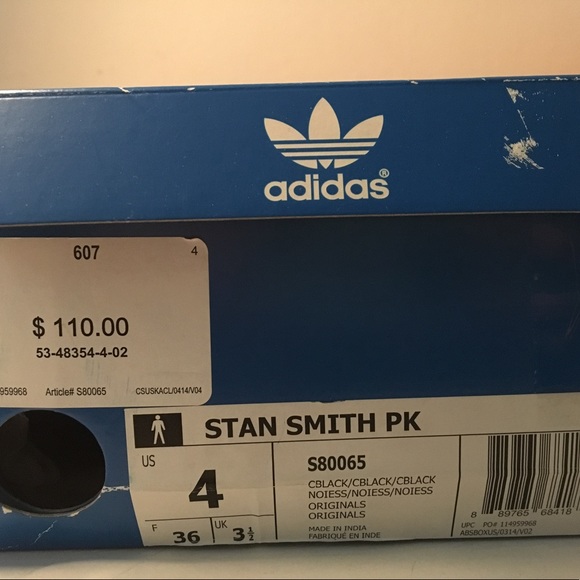 adidas®
607 4
$ 110.00
53-48354-4-02
959968 Article# S80065 CSUSKACL/0414/V04
STAN SMITH PK
US
4
F 36 UK 3½
S80065
CBLACK/CBLACK/CBLACK
NOIESS/NOIESS/NOIESS
ORIGINALS
ORIGINALS
MADE IN INDIA
FABRIQUÉ EN INDE
8 89765 68418
UPC PO# 114959968
ABSBOXUS/0314/V02